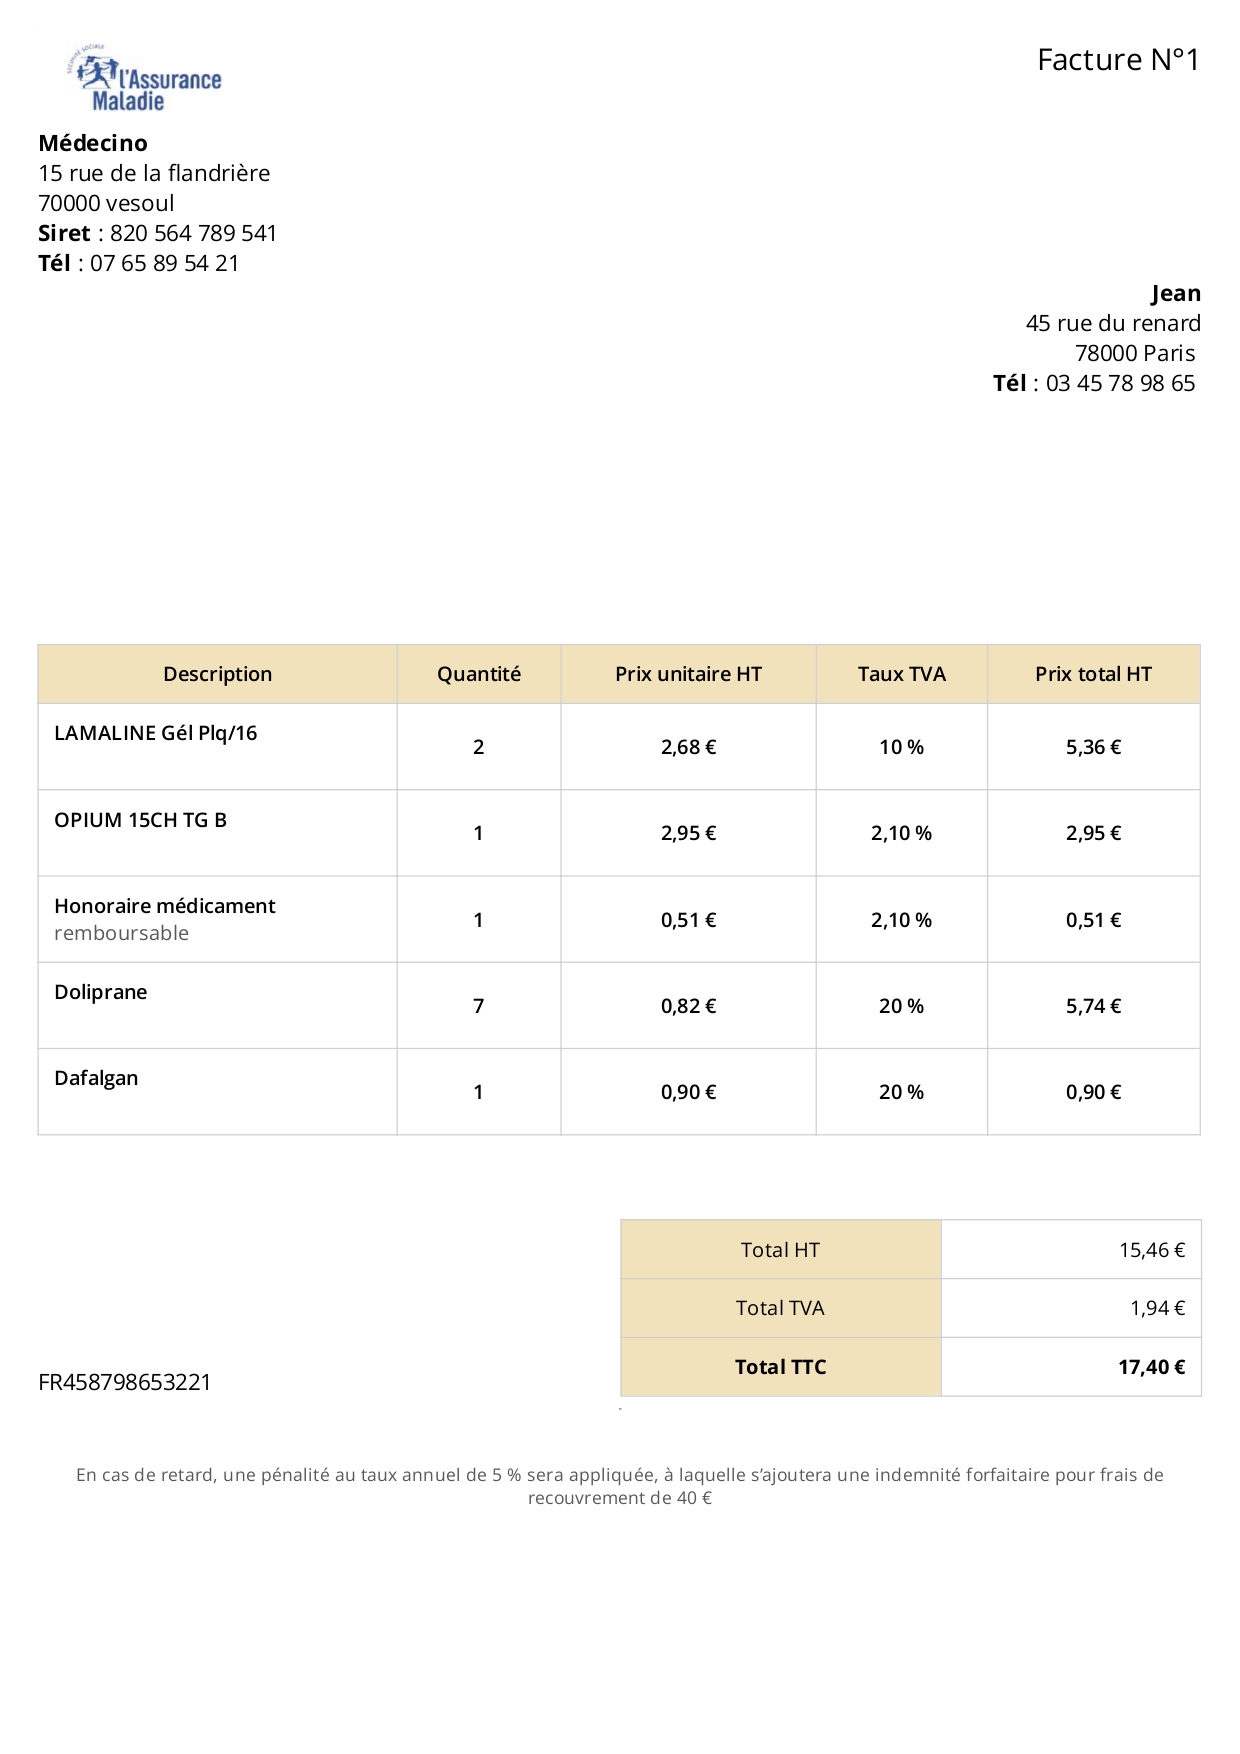 SÉCURITÉ SOCIALE
l'Assurance
Maladie
Facture N°1
Médecino
15 rue de la flandrière
70000 vesoul
Siret : 820 564 789 541
Tél : 07 65 89 54 21
Jean
45 rue du renard
78000 Paris
Tél : 03 45 78 98 65
Description Quantité Prix unitaire HT Taux TVA Prix total HT
LAMALINE Gél Plq/16 2 2,68 € 10 % 5,36 €
OPIUM 15CH TG B 1 2,95 € 2,10 % 2,95 €
Honoraire médicament 1 0,51 € 2,10 % 0,51 €
remboursable
Doliprane 7 0,82 € 20 % 5,74 €
Dafalgan 1 0,90 € 20 % 0,90 €
Total HT 15,46 €
Total TVA 1,94 €
Total TTC 17,40 €
FR458798653221
En cas de retard, une pénalité au taux annuel de 5 % sera appliquée, à laquelle s’ajoutera une indemnité forfaitaire pour frais de
recouvrement de 40 €